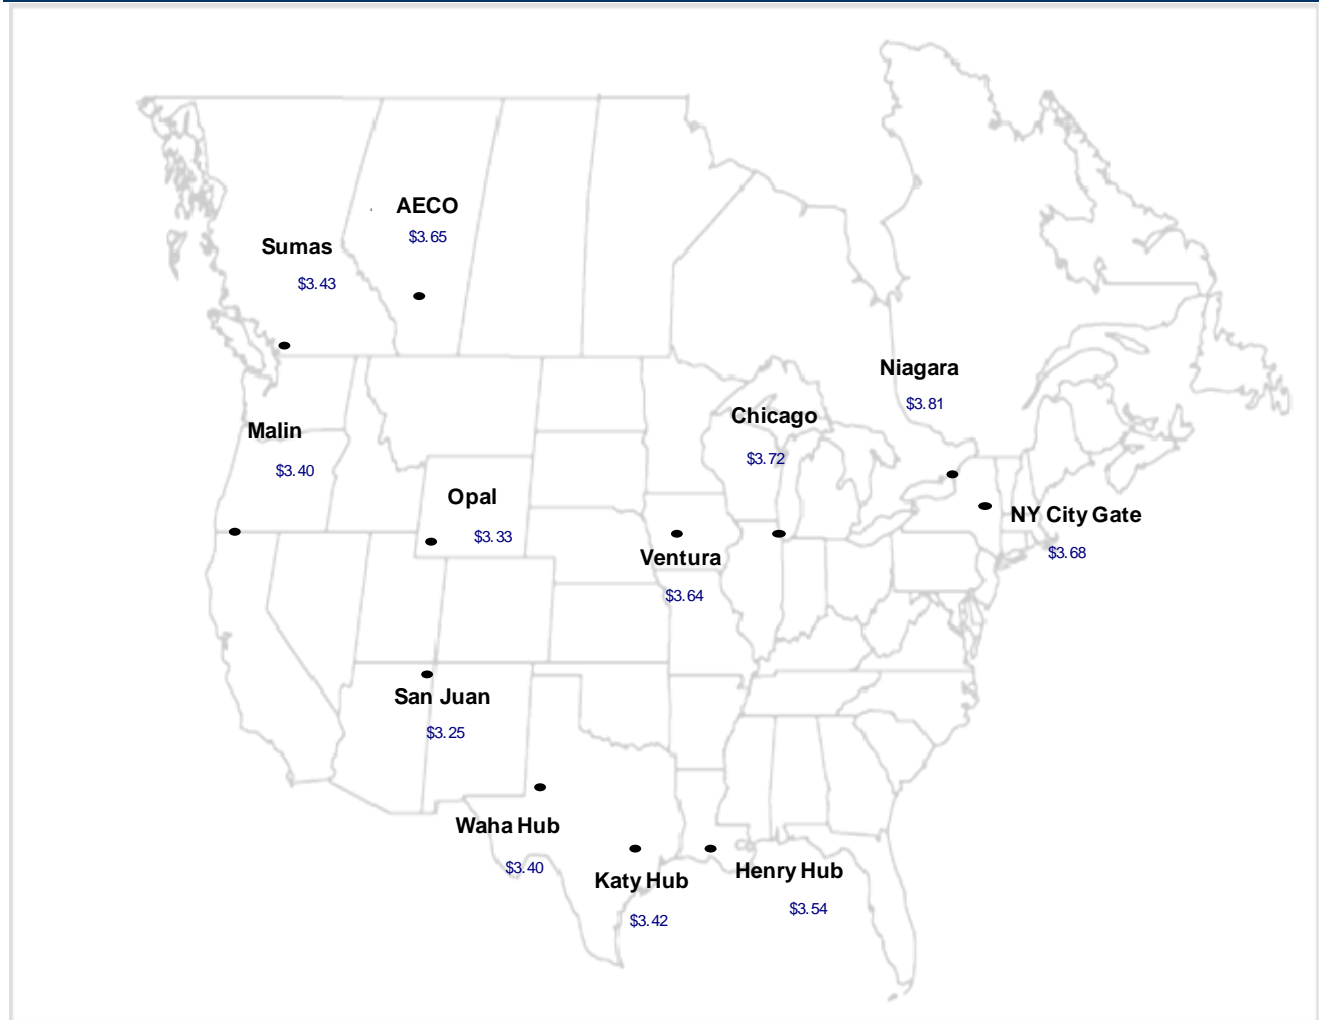 AECO
$3.65
Sumas
$3.43
Niagara
$3.81
Chicago
$3.72
Malin
$3.40
Opal
$3.33
NY City Gate
$3.68
Ventura
$3.64
San Juan
$3.25
Waha Hub
$3.40
Katy Hub
$3.42
Henry Hub
$3.54